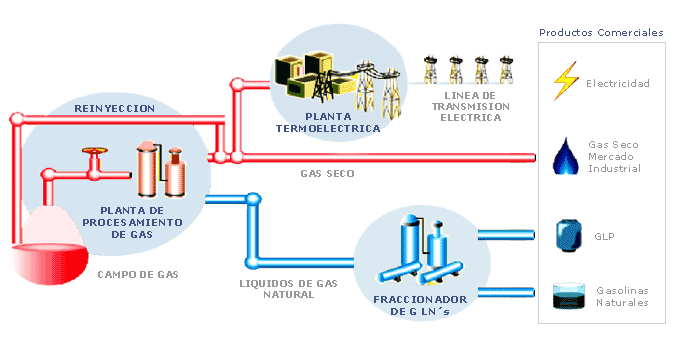 Productos Comerciales
REINYECCION
PLANTA
TERMOELECTRICA
LINEA DE
TRANSMISION
ELECTRICA
Electricidad
GAS SECO
Gas Seco
Mercado
Industrial
PLANTA DE
PROCESAMIENTO
DE GAS
CAMPO DE GAS
LIQUIDOS DE GAS
NATURAL
FRACCIONADOR
DE G LN´s
GLP
Gasolinas
Naturales